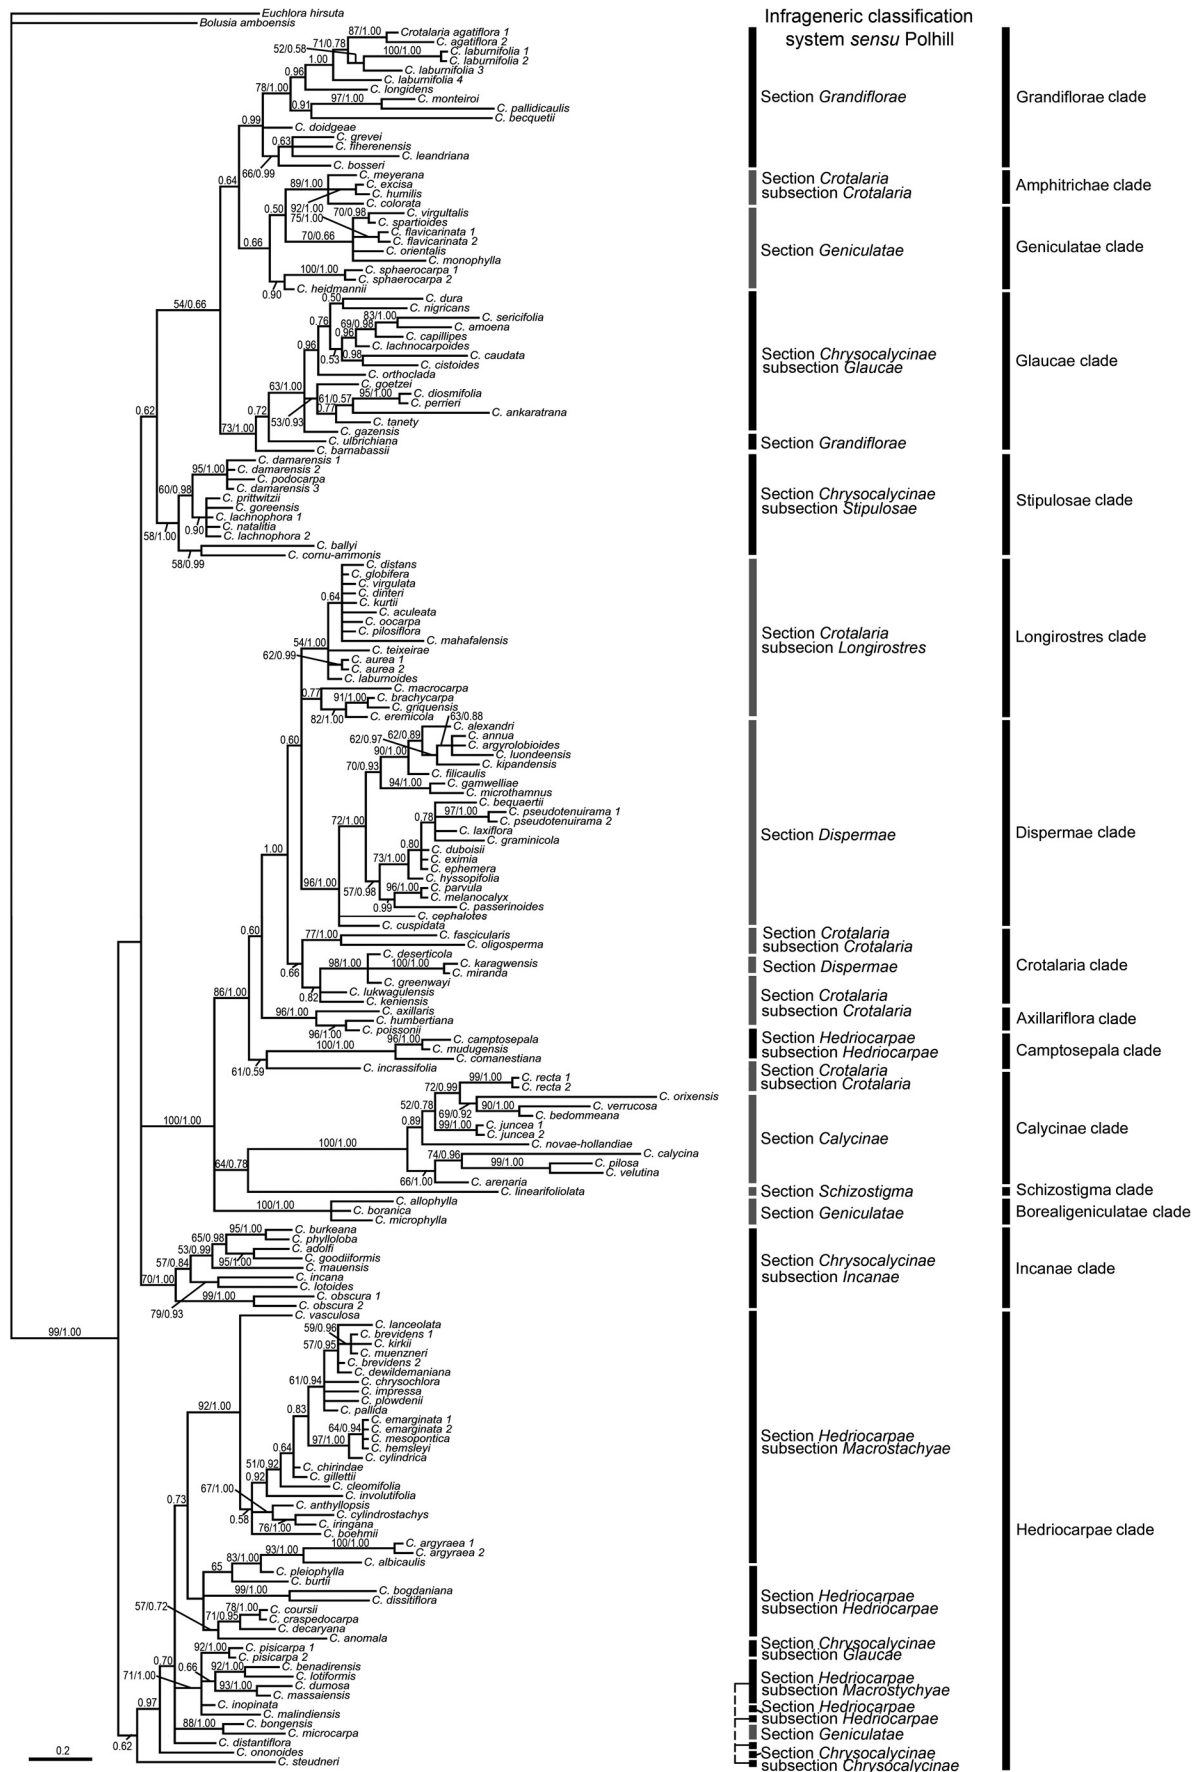 Infrageneric classification
system sensu Polhill
Euchlora hirsuta
Bolusia amboensis
87/1.00
Crotalaria agatiflora 1
71/0.78
C. agatiflora 2
52/0.58
100/1.00
C. laburnifolia 1
C. laburnifolia 2
1.00
C. laburnifolia 3
0.96
C. laburnifolia 4
78/1.00
C. longidens
97/1.00
C. monteiroi
0.91
C. pallidicaulis
C. becquetii
0.99
C. doidgeae
0.63
C. grevei
C. fiherenensis
C. leandriana
66/0.99
C. bosseri
0.64
89/1.00
C. meyerana
C. excisa
C. humilis
92/1.00
C. colorata
0.50
75/1.00
70/0.98
C. virgultalis
C. spartioides
C. flavicarinata 1
70/0.66
C. flavicarinata 2
0.66
C. orientalis
C. monophylla
100/1.00
C. sphaerocarpa 1
C. sphaerocarpa 2
0.90
C. heidmannii
54/0.66
0.50
C. dura
C. nigricans
0.76
83/1.00
C. sericifolia
69/0.98
C. amoena
0.96
C. capillipes
0.96
C. lachnocarpoides
0.53
0.98
C. caudata
C. cistoides
C. orthoclada
63/1.00
C. goetzei
61/0.57
95/1.00
C. diosmifolia
C. perrieri
0.77
C. ankaratrana
53/0.93
C. tanety
0.72
C. gazensis
73/1.00
C. ulbrichiana
C. barnabassii
0.62
C. damarensis 1
95/1.00
C. damarensis 2
C. podocarpa
60/0.98
C. damarensis 3
C. prittwitzii
C. goreensis
C. lachnophora 1
0.90
C. natalitia
58/1.00
C. lachnophora 2
C. ballyi
58/0.99
C. cornu-ammonis
C. distans
C. globifera
C. virgulata
0.64
C. dinteri
C. kurtii
C. aculeata
C. oocarpa
C. pilosiflora
54/1.00
C. mahafalensis
C. teixeirae
62/0.99
C. aurea 1
C. aurea 2
C. laburnoides
0.77
C. macrocarpa
91/1.00
C. brachycarpa
C. griquensis
82/1.00
C. eremicola
63/0.88
0.60
62/0.89
C. alexandri
62/0.97
C. annua
C. argyrolobioides
90/1.00
C. luondeensis
70/0.93
C. kipandensis
C. filicaulis
94/1.00
C. gamwelliae
C. microthamnus
C. bequaertii
0.78
97/1.00
C. pseudotenuirama 1
C. pseudotenuirama 2
72/1.00
C. laxiflora
C. graminicola
0.80
C. duboisii
73/1.00
C. eximia
C. ephemera
C. hyssopifolia
57/0.98
96/1.00
C. parvula
C. melanocalyx
0.99
C. passerinoides
96/1.00
C. cephalotes
C. cuspidata
1.00
77/1.00
C. fascicularis
C. oligosperma
0.60
98/1.00
C. deserticola
100/1.00
C. karagwensis
0.66
C. miranda
C. greenwayi
0.82
C. lukwagulensis
C. keniensis
86/1.00
96/1.00
C. axillaris
C. humbertiana
96/1.00
C. poissonii
100/1.00
96/1.00
C. camptosepala
C. mudugensis
C. comanestiana
61/0.59
C. incrassifolia
99/1.00
C. recta 1
72/0.99
C. recta 2
C. orixensis
52/0.78
69/0.92
90/1.00
C. verrucosa
C. bedommeana
0.89
99/1.00
C. juncea 1
C. juncea 2
100/1.00
C. novae-hollandiae
100/1.00
74/0.96
C. calycina
64/0.78
99/1.00
C. pilosa
C. velutina
66/1.00
C. arenaria
C. linearifoliolata
100/1.00
C. allophylla
C. boranica
C. microphylla
95/1.00
C. burkeana
65/0.98
C. phylloloba
53/0.99
C. adolfi
57/0.84
95/1.00
C. goodiiformis
C. mauensis
70/1.00
C. incana
C. lotoides
79/0.93
99/1.00
C. obscura 1
C. obscura 2
99/1.00
C. vasculosa
59/0.96
C. lanceolata
C. brevidens 1
57/0.95
C. kirkii
C. muenzneri
C. brevidens 2
C. dewildemaniana
61/0.94
C. chrysochlora
C. impressa
C. plowdenii
0.83
C. pallida
92/1.00
C. emarginata 1
64/0.94
C. emarginata 2
97/1.00
C. mesopontica
C. hemsleyi
0.64
C. cylindrica
51/0.92
C. chirindae
0.92
C. gillettii
67/1.00
C. cleomifolia
C. involutifolia
0.73
C. anthyllopsis
C. cylindrostachys
0.58
76/1.00
C. iringana
C. boehmii
100/1.00
C. argyraea 1
93/1.00
C. argyraea 2
83/1.00
C. albicaulis
65
C. pleiophylla
C. burtii
99/1.00
C. bogdaniana
C. dissitiflora
57/0.72
78/1.00
C. coursii
71/0.95
C. craspedocarpa
C. decaryana
C. anomala
92/1.00
C. pisicarpa 1
C. pisicarpa 2
0.70
0.66
92/1.00
C. benadirensis
71/1.00
C. lotiformis
93/1.00
C. dumosa
C. massaiensis
0.97
C. inopinata
C. malindiensis
88/1.00
C. bongensis
C. microcarpa
0.62
C. distantiflora
C. ononoides
C. steudneri
0.2
Section Grandiflorae
Section Crotalaria
subsection Crotalaria
Section Geniculatae
Section Chrysocalycinae
subsection Glaucae
Section Grandiflorae
Section Chrysocalycinae
subsection Stipulosae
Section Crotalaria
subsecion Longirostres
Section Dispermae
Section Crotalaria
subsection Crotalaria
Section Dispermae
Section Crotalaria
subsection Crotalaria
Section Hedriocarpae
subsection Hedriocarpae
Section Crotalaria
subsection Crotalaria
Section Calycinae
Section Schizostigma
Section Geniculatae
Section Chrysocalycinae
subsection Incanae
Section Hedriocarpae
subsection Macrostachyae
Section Hedriocarpae
subsection Hedriocarpae
Section Chrysocalycinae
subsection Glaucae
Section Hedriocarpae
subsection Macrostychyae
Section Hedriocarpae
subsection Hedriocarpae
Section Geniculatae
Section Chrysocalycinae
subsection Chrysocalycinae
Grandiflorae clade
Amphitrichae clade
Geniculatae clade
Glaucae clade
Stipulosae clade
Longirostres clade
Dispermae clade
Crotalaria clade
Axillariflora clade
Camptosepala clade
Calycinae clade
Schizostigma clade
Borealigeniculatae clade
Incanae clade
Hedriocarpae clade